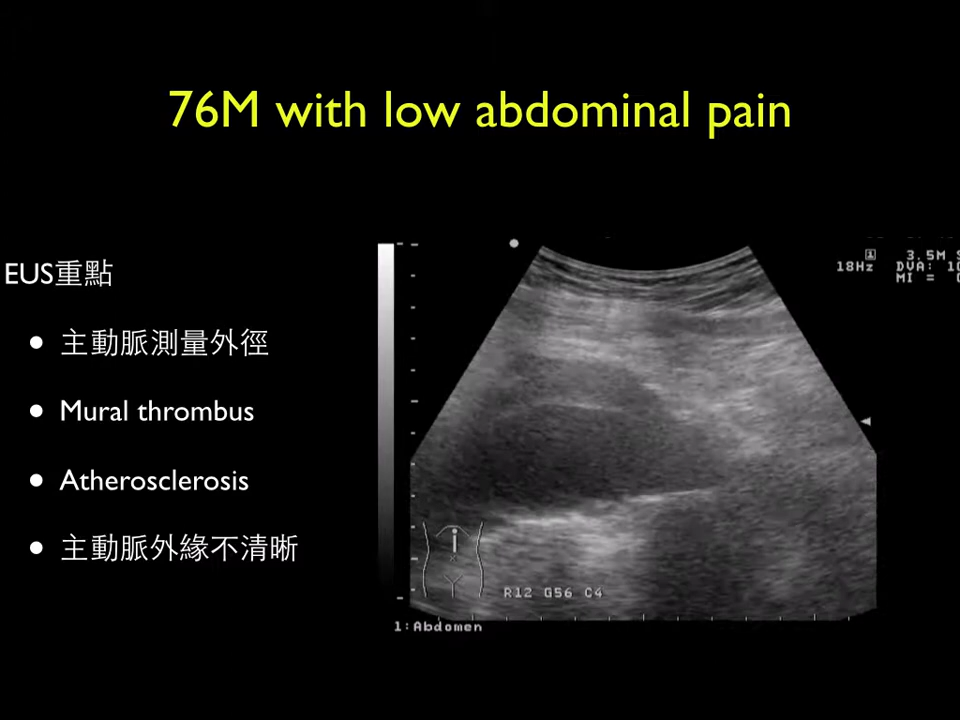 76M with low abdominal pain
EUS重點
主動脈測量外徑
Mural thrombus
Atherosclerosis
主動脈外緣不清晰
1 3.5M
18Hz DVA: 10
MI =
R12 G56 C4
1:Abdomen